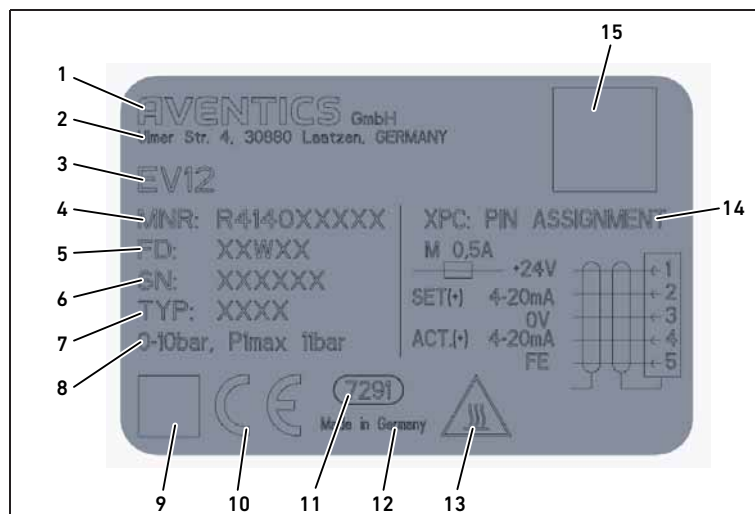 15
1
AVENTICS GmbH
2
Ulmer Str. 4, 30880 Laatzen, GERMANY
3
EV12
4
MNR: R4140XXXXX
5
FD: XXWXX
6
SN: XXXXXX
7
TYP: XXXX
8
0-10bar, P1max 11bar
XPC: PIN ASSIGNMENT
14
M 0,5A
+24V
1
SET(+) 4-20mA
2
0V
3
ACT.(+) 4-20mA
4
FE
5
CE
7291
Made in Germany
9
10
11
12
13